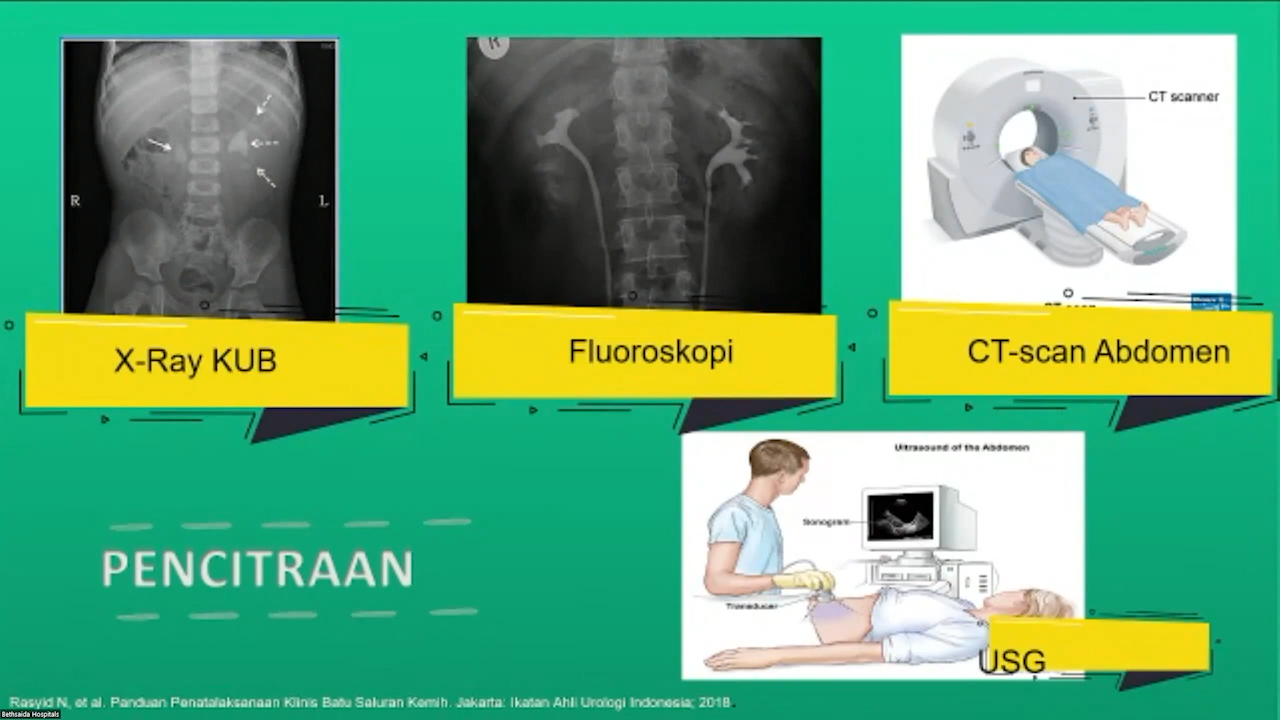 R
L
X-Ray KUB
R
Fluoroskopi
CT scanner
CT-scan Abdomen
PENCITRAAN
Ultrasound of the Abdomen
Sonogram
Transducer
USG
Rasyid N, et al. Panduan Penatalaksanaan Klinis Batu Saluran Kemih. Jakarta: Ikatan Ahli Urologi Indonesia; 2018.
Bethsaida Hospitals